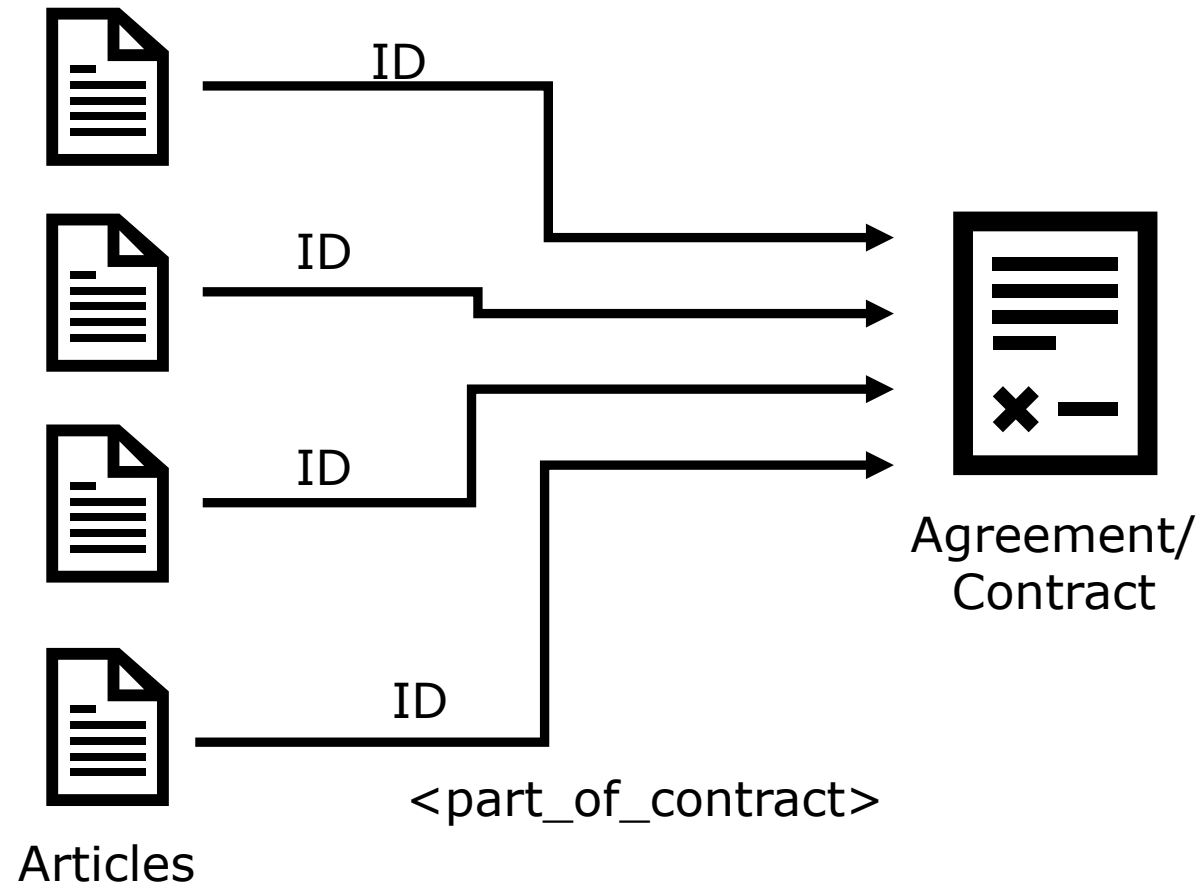 ID
ID
ID
Agreement/
Contract
ID
<part_of_contract>
Articles